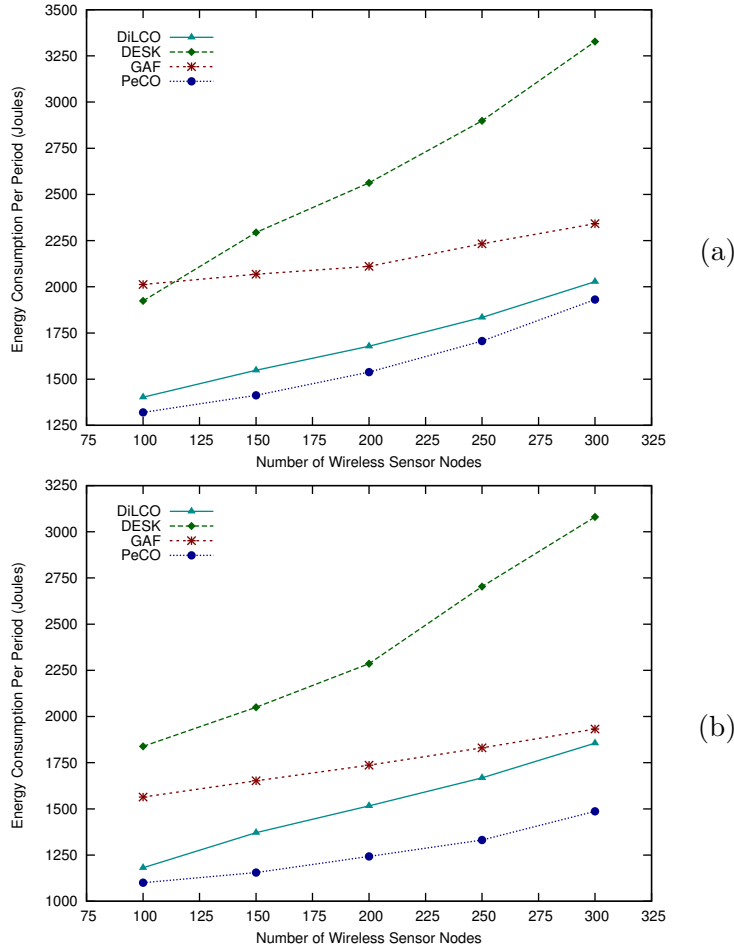 3500
3250
3000
2750
2500
2250
2000
1750
1500
1250
Energy Consumption Per Period (Joules)
DiLCO
DESK
GAF
PeCO
75 100 125 150 175 200 225 250 275 300 325
Number of Wireless Sensor Nodes
(a)
3250
3000
2750
2500
2250
2000
1750
1500
1250
1000
Energy Consumption Per Period (Joules)
DiLCO
DESK
GAF
PeCO
75 100 125 150 175 200 225 250 275 300 325
Number of Wireless Sensor Nodes
(b)